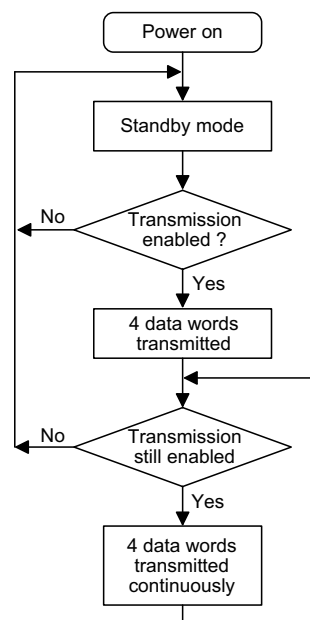 Power on
Standby mode
Transmission
enabled ?
No
Yes
4 data words
transmitted
Transmission
still enabled
No
Yes
4 data words
transmitted
continuously